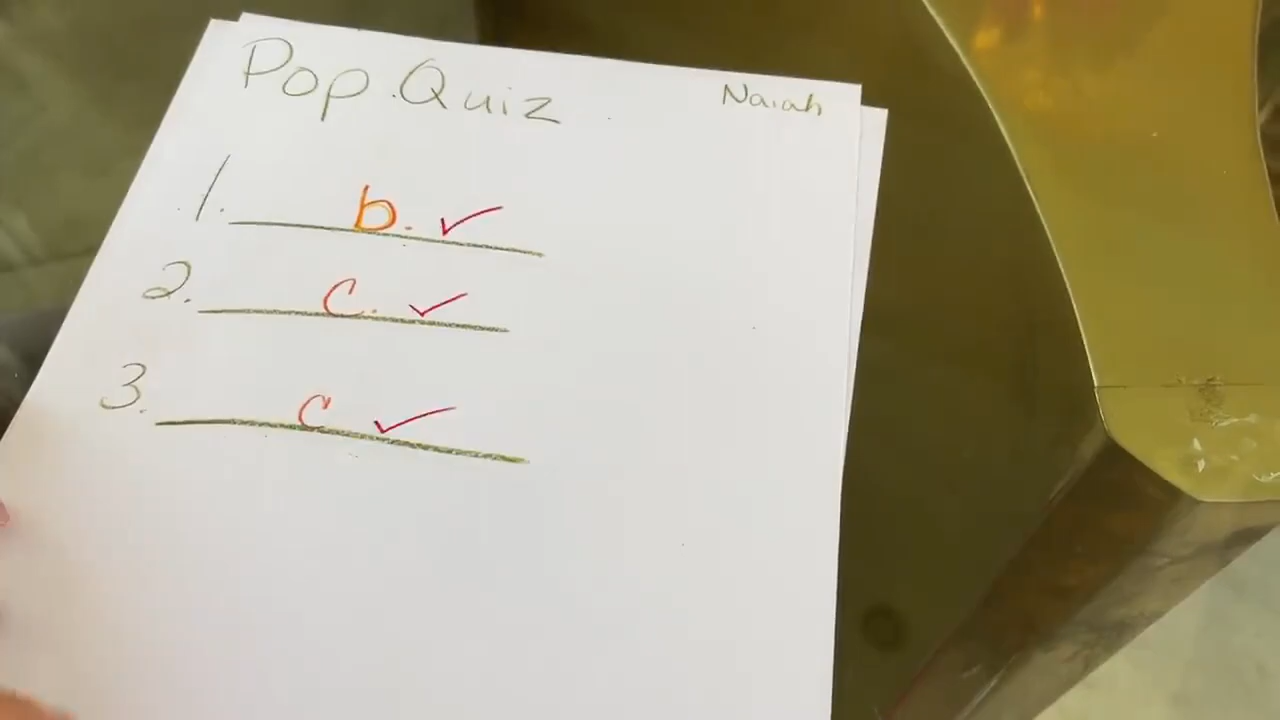 Pop Quiz
Naiah
1. b. ✓
2. c. ✓
3. c ✓